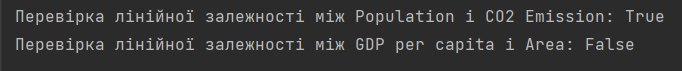 Перевірка лінійної залежності між Population і CO2 Emission: True
Перевірка лінійної залежності між GDP per capita і Area: False